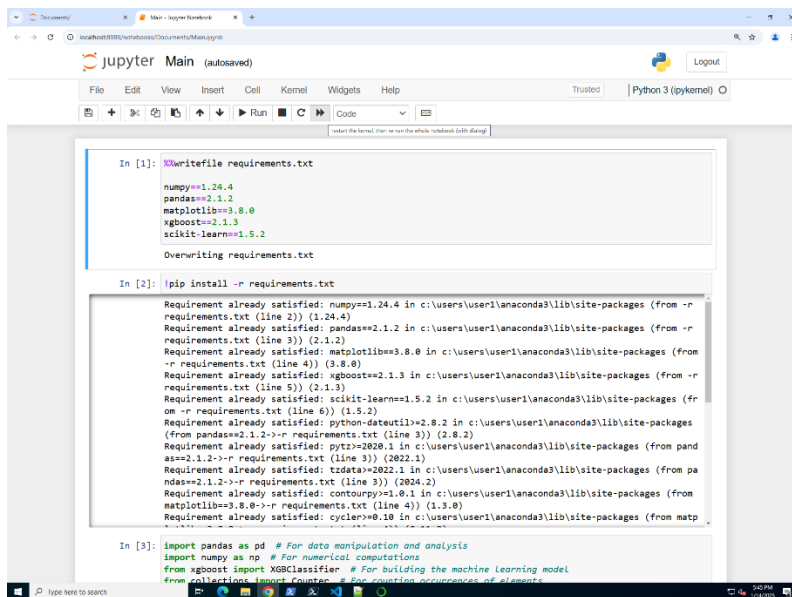 Documents/
Main - Jupyter Notebook
localhost:8888/notebooks/Documents/Main.ipynb
jupyter Main (autosaved)
Logout
File Edit View Insert Cell Kernel Widgets Help
Trusted
Python 3 (ipykernel)
Run
Code
restart the kernel, then re-run the whole notebook (with dialog)
In [1]: %%writefile requirements.txt
numpy==1.24.4
pandas==2.1.2
matplotlib==3.8.0
xgboost==2.1.3
scikit-learn==1.5.2
Overwriting requirements.txt
In [2]: !pip install -r requirements.txt
Requirement already satisfied: numpy==1.24.4 in c:\users\user1\anaconda3\lib\site-packages (from -r
requirements.txt (line 2)) (1.24.4)
Requirement already satisfied: pandas==2.1.2 in c:\users\user1\anaconda3\lib\site-packages (from -r
requirements.txt (line 3)) (2.1.2)
Requirement already satisfied: matplotlib==3.8.0 in c:\users\user1\anaconda3\lib\site-packages (from
-r requirements.txt (line 4)) (3.8.0)
Requirement already satisfied: xgboost==2.1.3 in c:\users\user1\anaconda3\lib\site-packages (from -r
requirements.txt (line 5)) (2.1.3)
Requirement already satisfied: scikit-learn==1.5.2 in c:\users\user1\anaconda3\lib\site-packages (fr
om -r requirements.txt (line 6)) (1.5.2)
Requirement already satisfied: python-dateutil>=2.8.2 in c:\users\user1\anaconda3\lib\site-packages
(from pandas==2.1.2->-r requirements.txt (line 3)) (2.8.2)
Requirement already satisfied: pytz>=2020.1 in c:\users\user1\anaconda3\lib\site-packages (from pand
as==2.1.2->-r requirements.txt (line 3)) (2022.1)
Requirement already satisfied: tzdata>=2022.1 in c:\users\user1\anaconda3\lib\site-packages (from pa
ndas==2.1.2->-r requirements.txt (line 3)) (2024.2)
Requirement already satisfied: contourpy>=1.0.1 in c:\users\user1\anaconda3\lib\site-packages (from
matplotlib==3.8.0->-r requirements.txt (line 4)) (1.3.0)
Requirement already satisfied: cycler>=0.10 in c:\users\user1\anaconda3\lib\site-packages (from matp
In [3]: import pandas as pd # For data manipulation and analysis
import numpy as np # For numerical computations
from xgboost import XGBClassifier # For building the machine learning model
from collections import Counter # For counting occurrences of elements
Type here to search
5:45 PM
1/14/2025